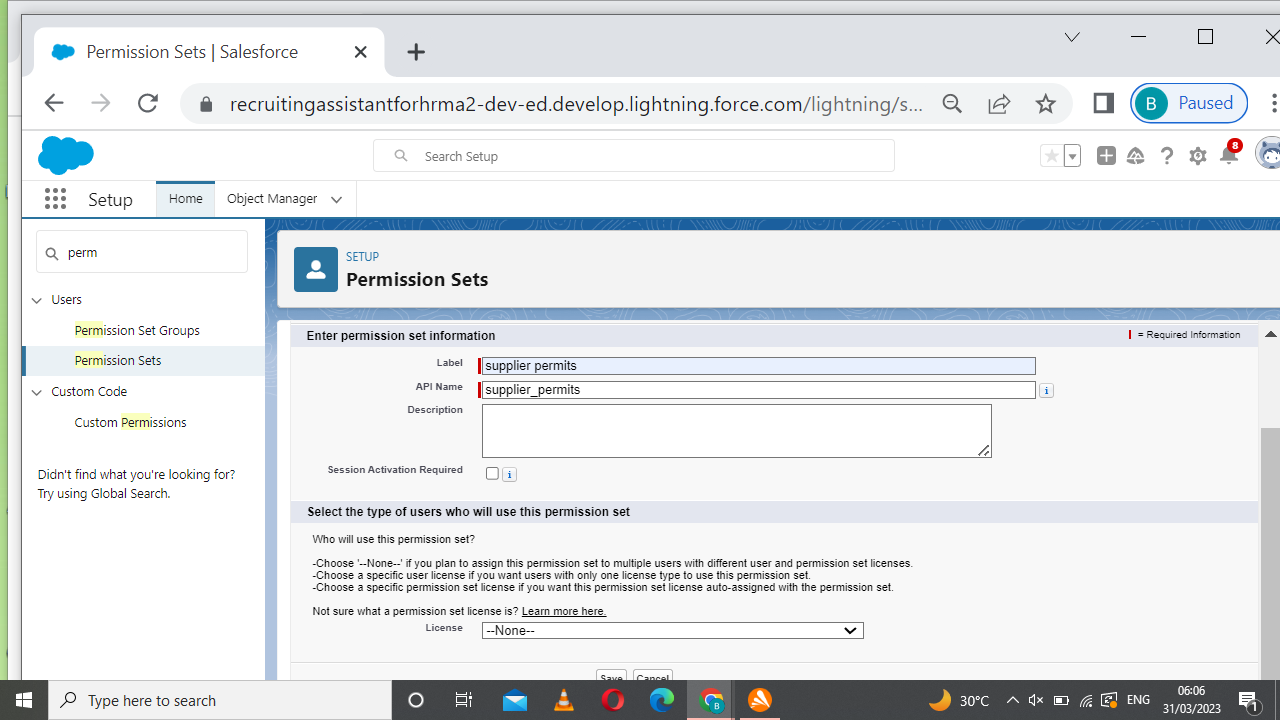 Permission Sets | Salesforce
recruitingassistantforhrma2-dev-ed.develop.lightning.force.com/lightning/s...
B
Paused
Search Setup
8
Setup
Home
Object Manager
perm
Users
Permission Set Groups
Permission Sets
Custom Code
Custom Permissions
Didn't find what you're looking for?
Try using Global Search.
SETUP
Permission Sets
Enter permission set information
= Required Information
Label
supplier permits
API Name
supplier_permits
i
Description
Session Activation Required
i
Select the type of users who will use this permission set
Who will use this permission set?
-Choose '--None--' if you plan to assign this permission set to multiple users with different user and permission set licenses.
-Choose a specific user license if you want users with only one license type to use this permission set.
-Choose a specific permission set license if you want this permission set license auto-assigned with the permission set.
Not sure what a permission set license is? Learn more here.
License
--None--
Save
Cancel
Type here to search
B
30°C
ENG
06:06
31/03/2023
1